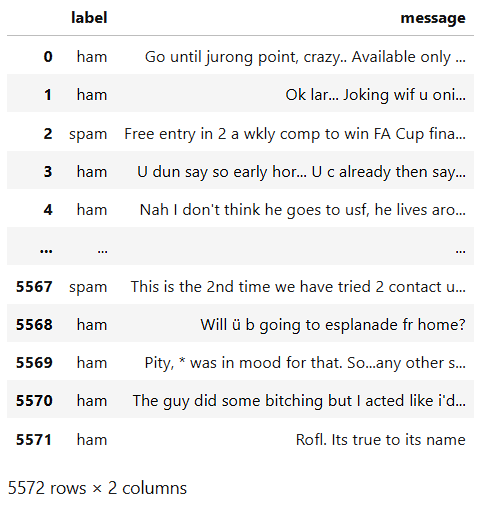 label message
0 ham Go until jurong point, crazy.. Available only ...
1 ham Ok lar... Joking wif u oni...
2 spam Free entry in 2 a wkly comp to win FA Cup fina...
3 ham U dun say so early hor... U c already then say...
4 ham Nah I don't think he goes to usf, he lives aro...
... ... ...
5567 spam This is the 2nd time we have tried 2 contact u...
5568 ham Will ü b going to esplanade fr home?
5569 ham Pity, * was in mood for that. So...any other s...
5570 ham The guy did some bitching but I acted like i'd...
5571 ham Rofl. Its true to its name
5572 rows × 2 columns